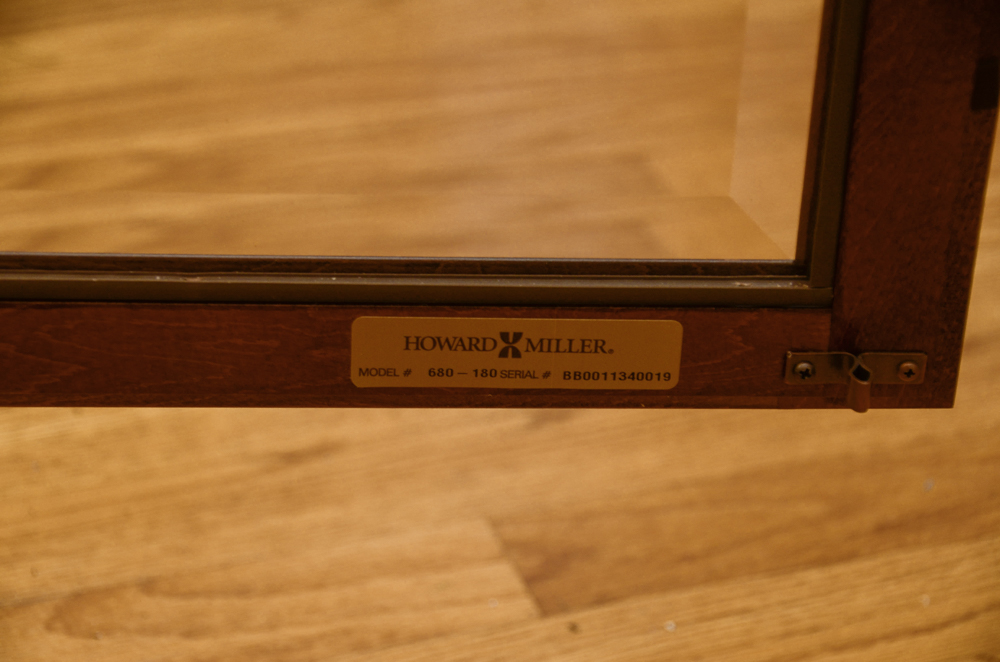 HOWARD MILLER®
MODEL # 680 – 180 SERIAL # BB0011340019